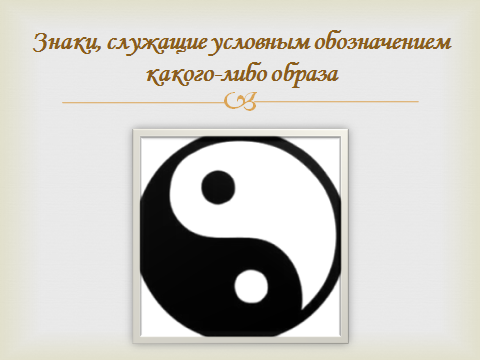 Знаки, служащие условным обозначением
какого-либо образа